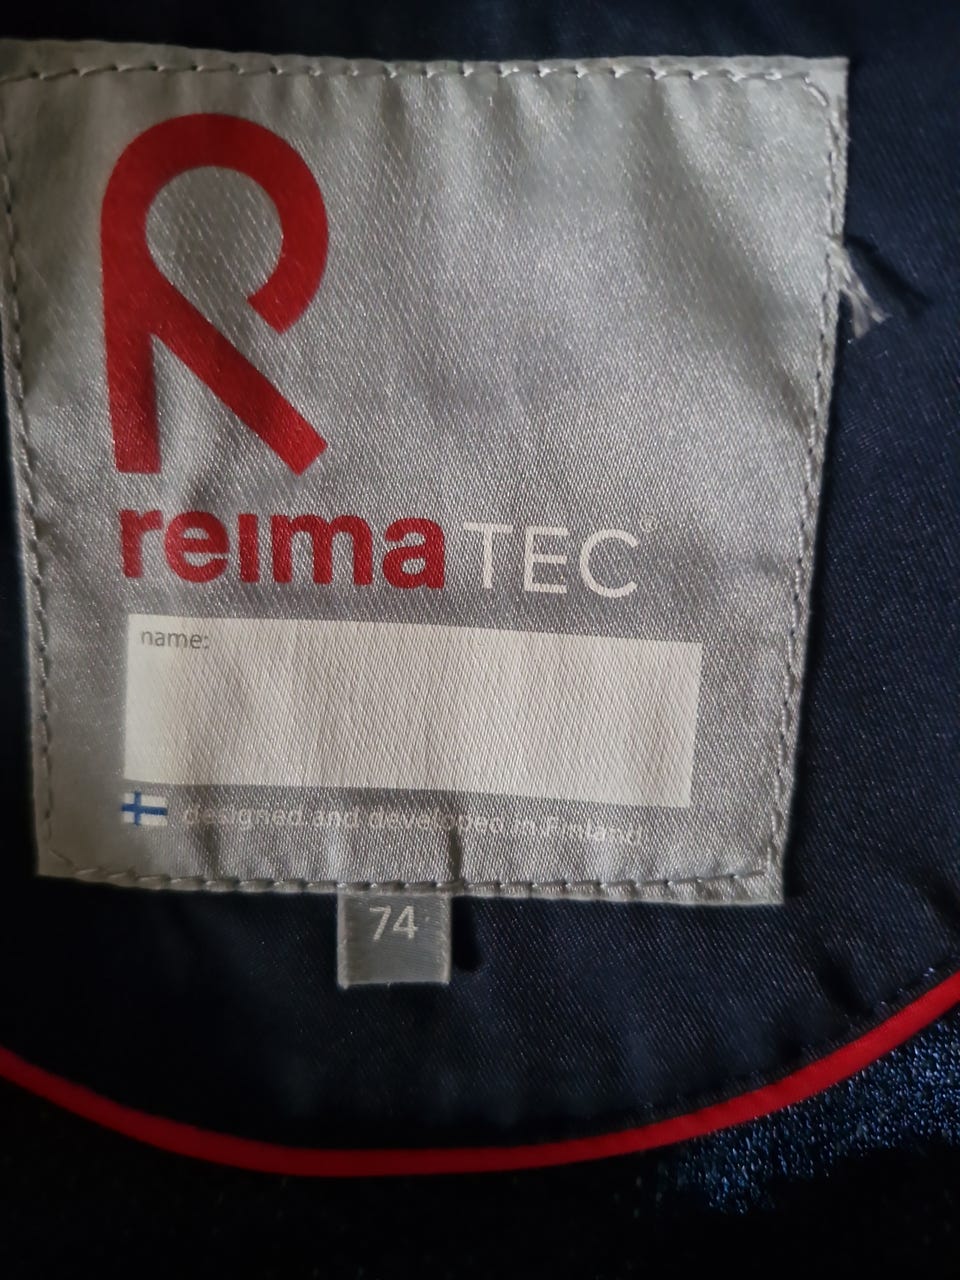 reima TEC®
name:
designed and developed in Finland
74